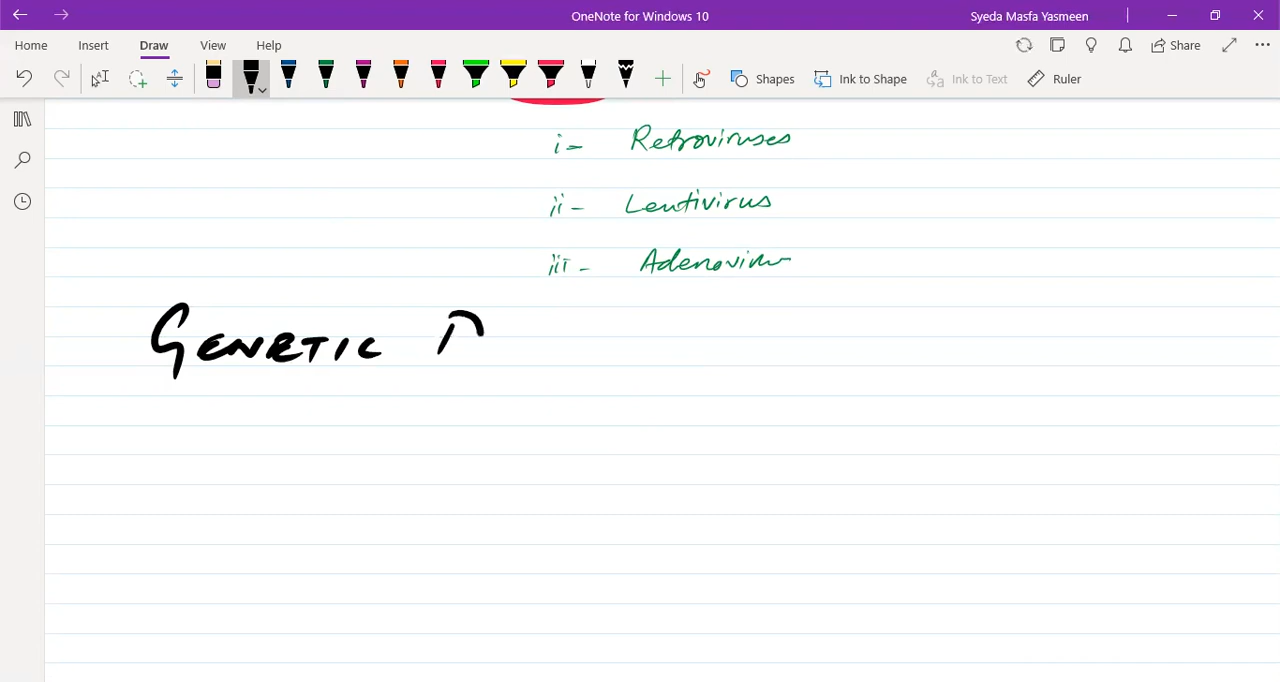 OneNote for Windows 10
Syeda Masfa Yasmeen
Home Insert Draw View Help
Share
Shapes Ink to Shape Ink to Text Ruler
i- Retroviruses
ii- Lentivirus
iii- Adenovirus
GENETIC